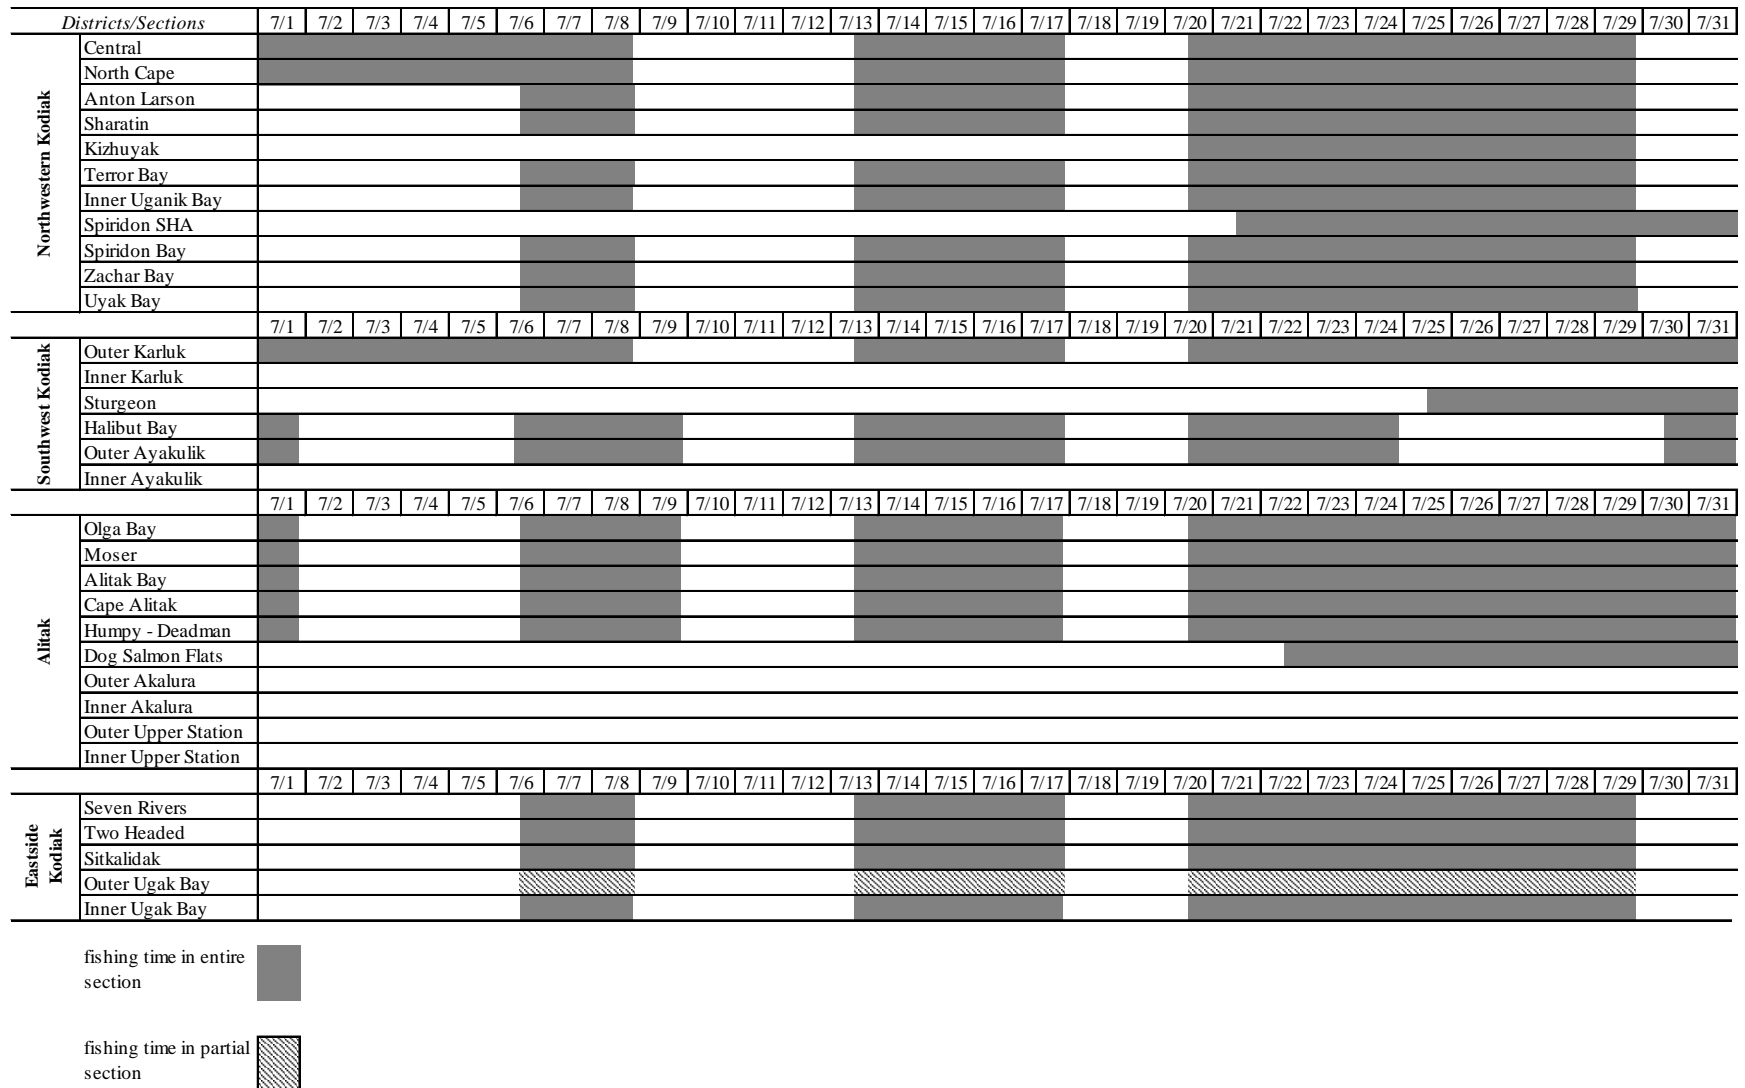 Districts/Sections 7/1 7/2 7/3 7/4 7/5 7/6 7/7 7/8 7/9 7/10 7/11 7/12 7/13 7/14 7/15 7/16 7/17 7/18 7/19 7/20 7/21 7/22 7/23 7/24 7/25 7/26 7/27 7/28 7/29 7/30 7/31
Northwestern Kodiak
Central
North Cape
Anton Larson
Sharatin
Kizhuyak
Terror Bay
Inner Uganik Bay
Spiridon SHA
Spiridon Bay
Zachar Bay
Uyak Bay
7/1 7/2 7/3 7/4 7/5 7/6 7/7 7/8 7/9 7/10 7/11 7/12 7/13 7/14 7/15 7/16 7/17 7/18 7/19 7/20 7/21 7/22 7/23 7/24 7/25 7/26 7/27 7/28 7/29 7/30 7/31
Southwest Kodiak
Outer Karluk
Inner Karluk
Sturgeon
Halibut Bay
Outer Ayakulik
Inner Ayakulik
7/1 7/2 7/3 7/4 7/5 7/6 7/7 7/8 7/9 7/10 7/11 7/12 7/13 7/14 7/15 7/16 7/17 7/18 7/19 7/20 7/21 7/22 7/23 7/24 7/25 7/26 7/27 7/28 7/29 7/30 7/31
Alitak
Olga Bay
Moser
Alitak Bay
Cape Alitak
Humpy - Deadman
Dog Salmon Flats
Outer Akalura
Inner Akalura
Outer Upper Station
Inner Upper Station
7/1 7/2 7/3 7/4 7/5 7/6 7/7 7/8 7/9 7/10 7/11 7/12 7/13 7/14 7/15 7/16 7/17 7/18 7/19 7/20 7/21 7/22 7/23 7/24 7/25 7/26 7/27 7/28 7/29 7/30 7/31
Eastside
Kodiak
Seven Rivers
Two Headed
Sitkalidak
Outer Ugak Bay
Inner Ugak Bay
fishing time in entire
section
fishing time in partial
section